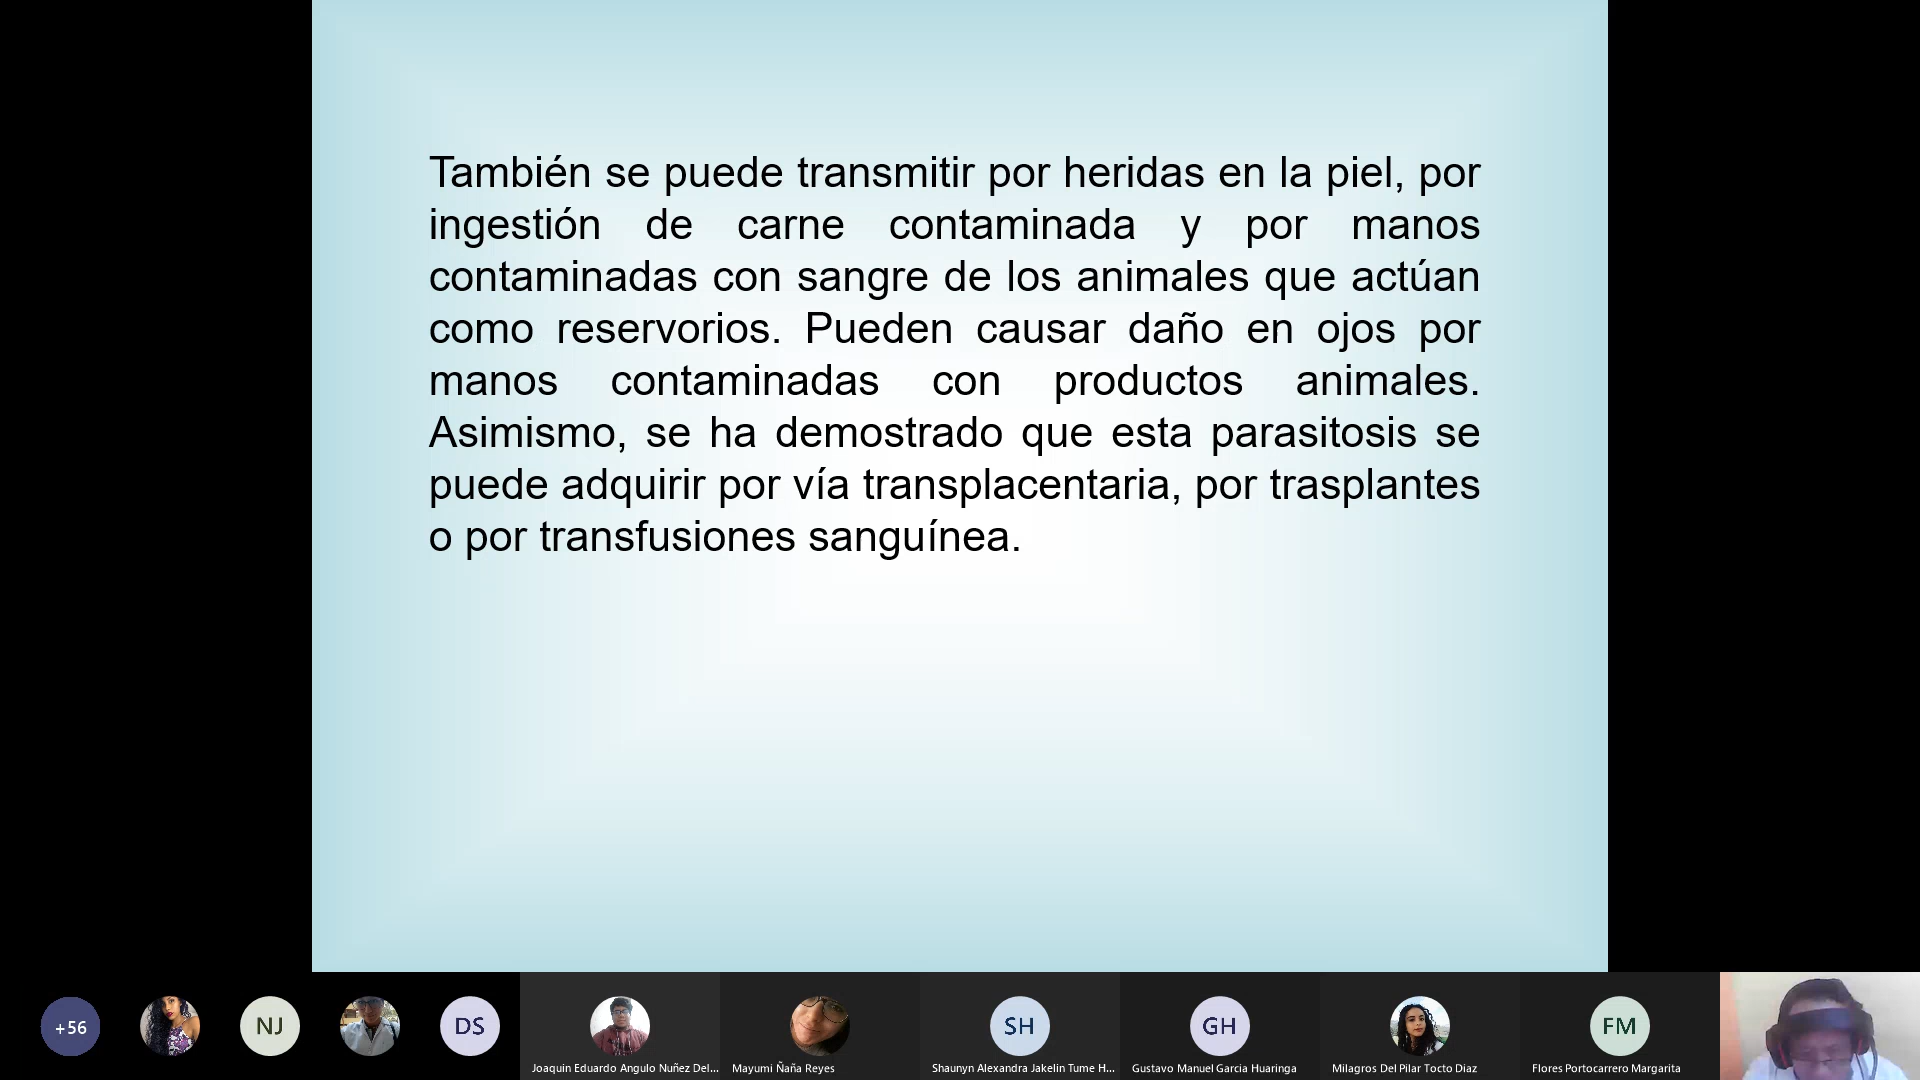 También se puede transmitir por heridas en la piel, por
ingestión de carne contaminada y por manos
contaminadas con sangre de los animales que actúan
como reservorios. Pueden causar daño en ojos por
manos contaminadas con productos animales.
Asimismo, se ha demostrado que esta parasitosis se
puede adquirir por vía transplacentaria, por trasplantes
o por transfusiones sanguínea.
+56
NJ
DS
SH
GH
FM
Joaquin Eduardo Angulo Nuñez Del...
Mayumi Ñaña Reyes
Shaunyn Alexandra Jakelin Tume H...
Gustavo Manuel Garcia Huaringa
Milagros Del Pilar Tocto Diaz
Flores Portocarrero Margarita